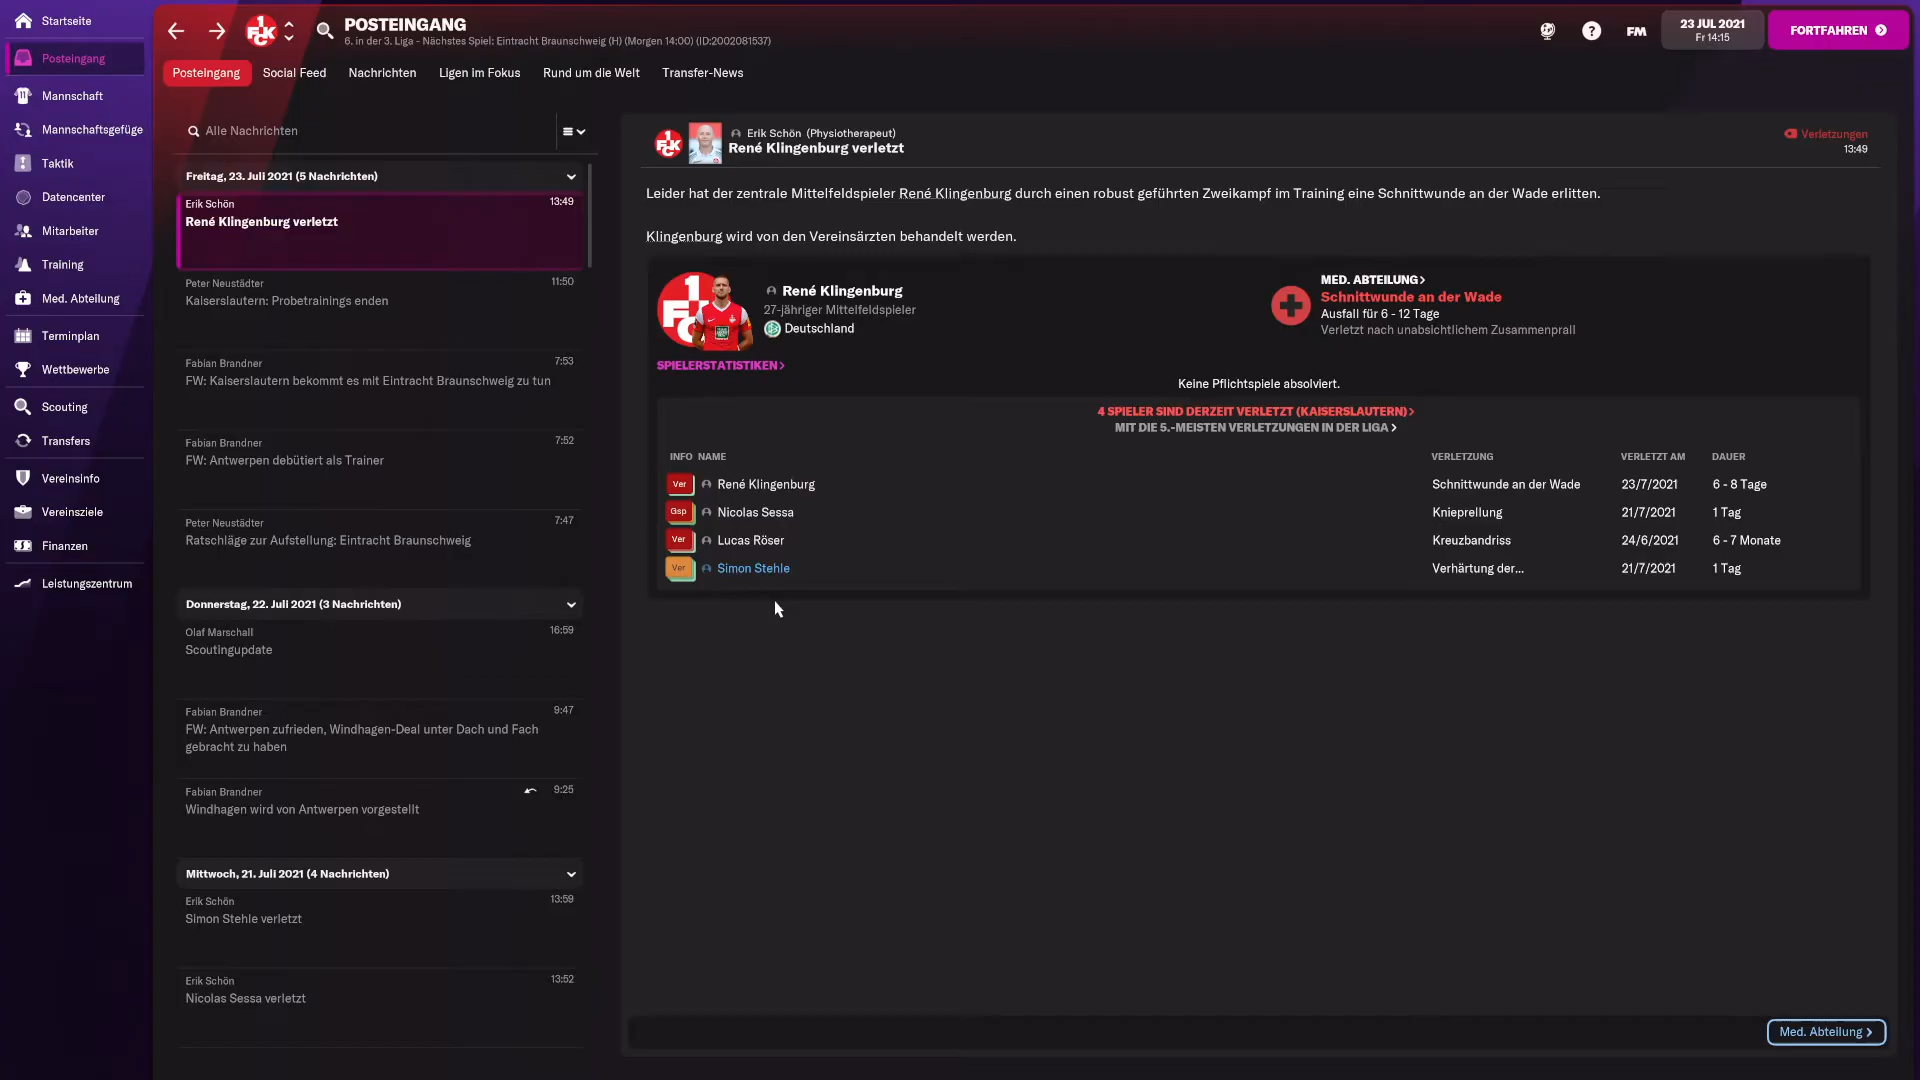 Startseite
Posteingang
Mannschaft
Mannschaftsgefüge
Taktik
Datencenter
Mitarbeiter
Training
Med. Abteilung
Terminplan
Wettbewerbe
Scouting
Transfers
Vereinsinfo
Vereinsziele
Finanzen
Leistungszentrum
POSTEINGANG
6. in der 3. Liga - Nächstes Spiel: Eintracht Braunschweig (H) (Morgen 14:00) (ID:2002081537)
FM
23 JUL 2021
Fr 14:15
FORTFAHREN
Posteingang Social Feed Nachrichten Ligen im Fokus Rund um die Welt Transfer-News
Alle Nachrichten
Freitag, 23. Juli 2021 (5 Nachrichten)
Erik Schön 13:49
René Klingenburg verletzt
Peter Neustädter 11:50
Kaiserslautern: Probetrainings enden
Fabian Brandner 7:53
FW: Kaiserslautern bekommt es mit Eintracht Braunschweig zu tun
Fabian Brandner 7:52
FW: Antwerpen debütiert als Trainer
Peter Neustädter 7:47
Ratschläge zur Aufstellung: Eintracht Braunschweig
Donnerstag, 22. Juli 2021 (3 Nachrichten)
Olaf Marschall 16:59
Scoutingupdate
Fabian Brandner 9:47
FW: Antwerpen zufrieden, Windhagen-Deal unter Dach und Fach
gebracht zu haben
Fabian Brandner 9:25
Windhagen wird von Antwerpen vorgestellt
Mittwoch, 21. Juli 2021 (4 Nachrichten)
Erik Schön 13:59
Simon Stehle verletzt
Erik Schön 13:52
Nicolas Sessa verletzt
Erik Schön (Physiotherapeut)
René Klingenburg verletzt
Verletzungen
13:49
Leider hat der zentrale Mittelfeldspieler René Klingenburg durch einen robust geführten Zweikampf im Training eine Schnittwunde an der Wade erlitten.
Klingenburg wird von den Vereinsärzten behandelt werden.
René Klingenburg
27-jähriger Mittelfeldspieler
Deutschland
SPIELERSTATISTIKEN>
MED. ABTEILUNG>
Schnittwunde an der Wade
Ausfall für 6 - 12 Tage
Verletzt nach unabsichtlichem Zusammenprall
Keine Pflichtspiele absolviert.
4 SPIELER SIND DERZEIT VERLETZT (KAISERSLAUTERN)>
MIT DIE 5.-MEISTEN VERLETZUNGEN IN DER LIGA >
INFO NAME VERLETZUNG VERLETZT AM DAUER
Ver René Klingenburg Schnittwunde an der Wade 23/7/2021 6 - 8 Tage
Gsp Nicolas Sessa Knieprellung 21/7/2021 1 Tag
Ver Lucas Röser Kreuzbandriss 24/6/2021 6 - 7 Monate
Ver Simon Stehle Verhärtung der... 21/7/2021 1 Tag
Med. Abteilung >